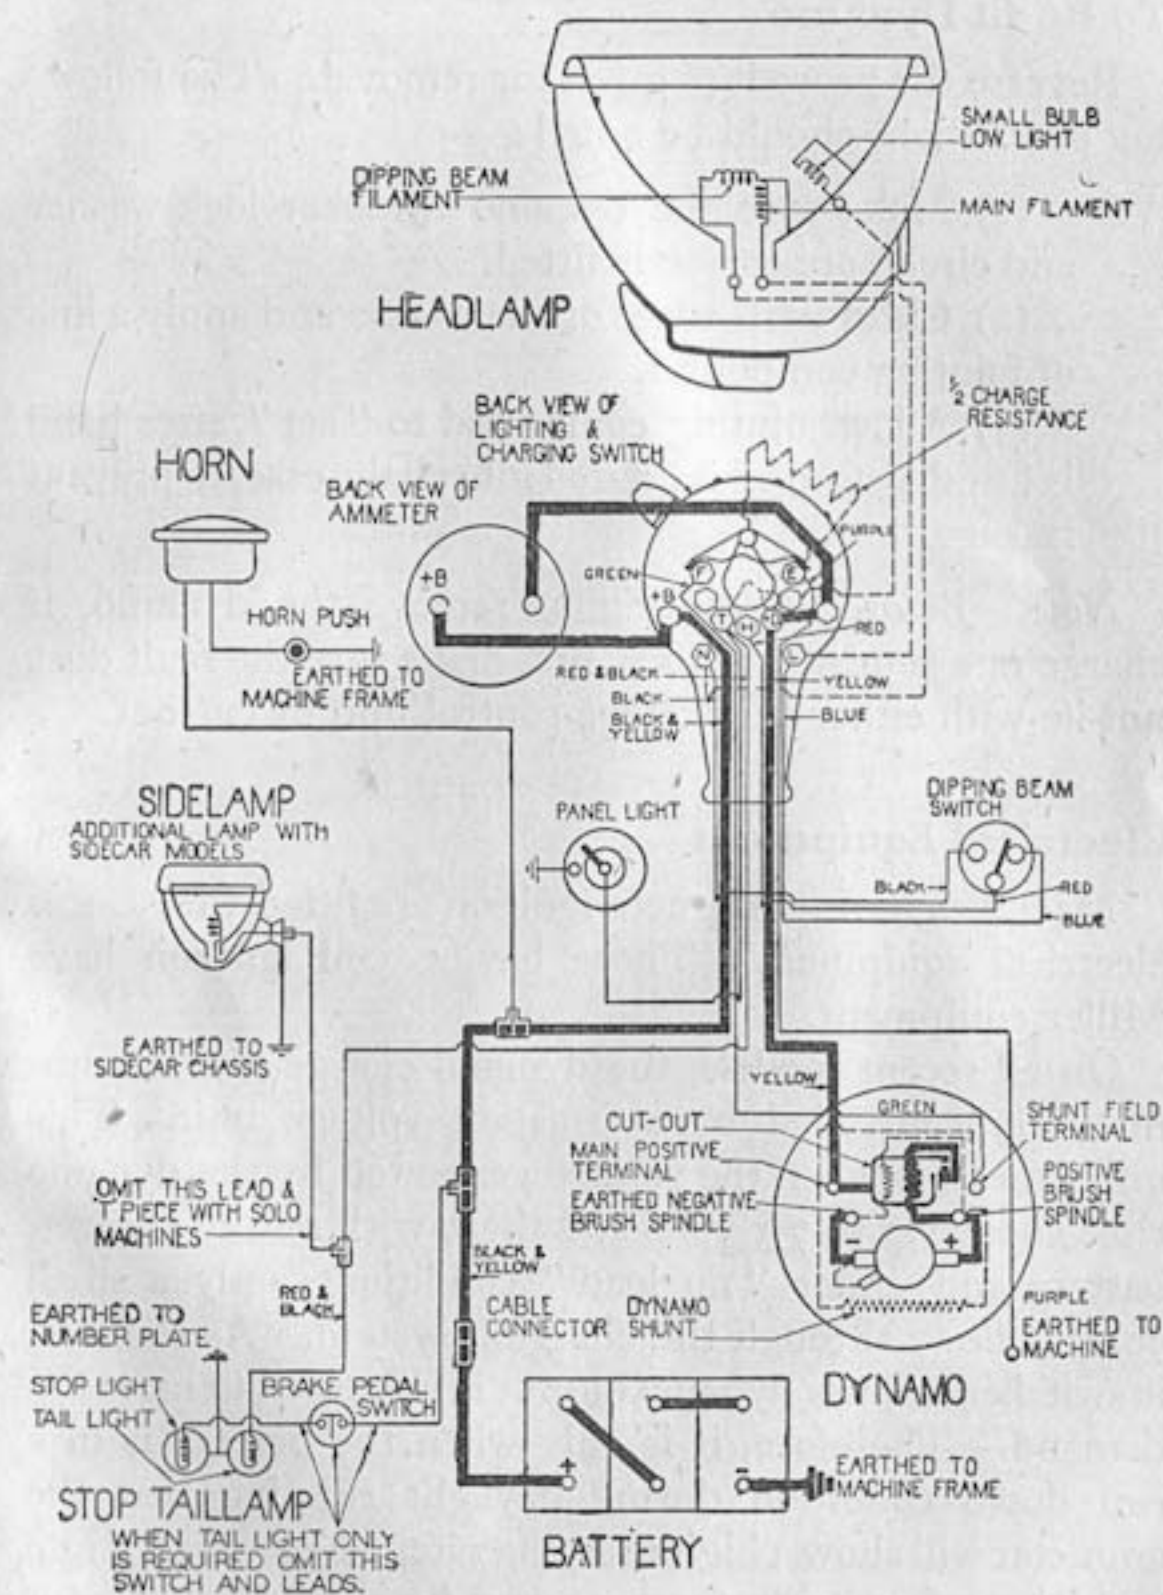 SMALL BULB
LOW LIGHT
DIPPING BEAM
FILAMENT
MAIN FILAMENT
HEADLAMP
BACK VIEW OF
LIGHTING &
CHARGING SWITCH
1/2 CHARGE
RESISTANCE
HORN
BACK VIEW OF
AMMETER
PURPLE
GREEN
+B
+B
F
E
T
H
+D
N
L
RED
HORN PUSH
EARTHED TO
MACHINE FRAME
RED & BLACK
YELLOW
BLACK
BLACK &
YELLOW
BLUE
SIDELAMP
ADDITIONAL LAMP WITH
SIDECAR MODELS
PANEL LIGHT
DIPPING BEAM
SWITCH
BLACK
RED
BLUE
EARTHED TO
SIDECAR CHASSIS
YELLOW
GREEN
CUT-OUT
SHUNT FIELD
TERMINAL
MAIN POSITIVE
TERMINAL
POSITIVE
BRUSH
SPINDLE
EARTHED NEGATIVE
BRUSH SPINDLE
- +
OMIT THIS LEAD &
T PIECE WITH SOLO
MACHINES
BLACK &
YELLOW
RED &
BLACK
CABLE
CONNECTOR
DYNAMO
SHUNT
PURPLE
EARTHED TO
MACHINE
EARTHED TO
NUMBER PLATE
STOP LIGHT
TAIL LIGHT
BRAKE PEDAL
SWITCH
DYNAMO
+ -
EARTHED TO
MACHINE FRAME
STOP TAILLAMP
WHEN TAIL LIGHT ONLY
IS REQUIRED OMIT THIS
SWITCH AND LEADS.
BATTERY